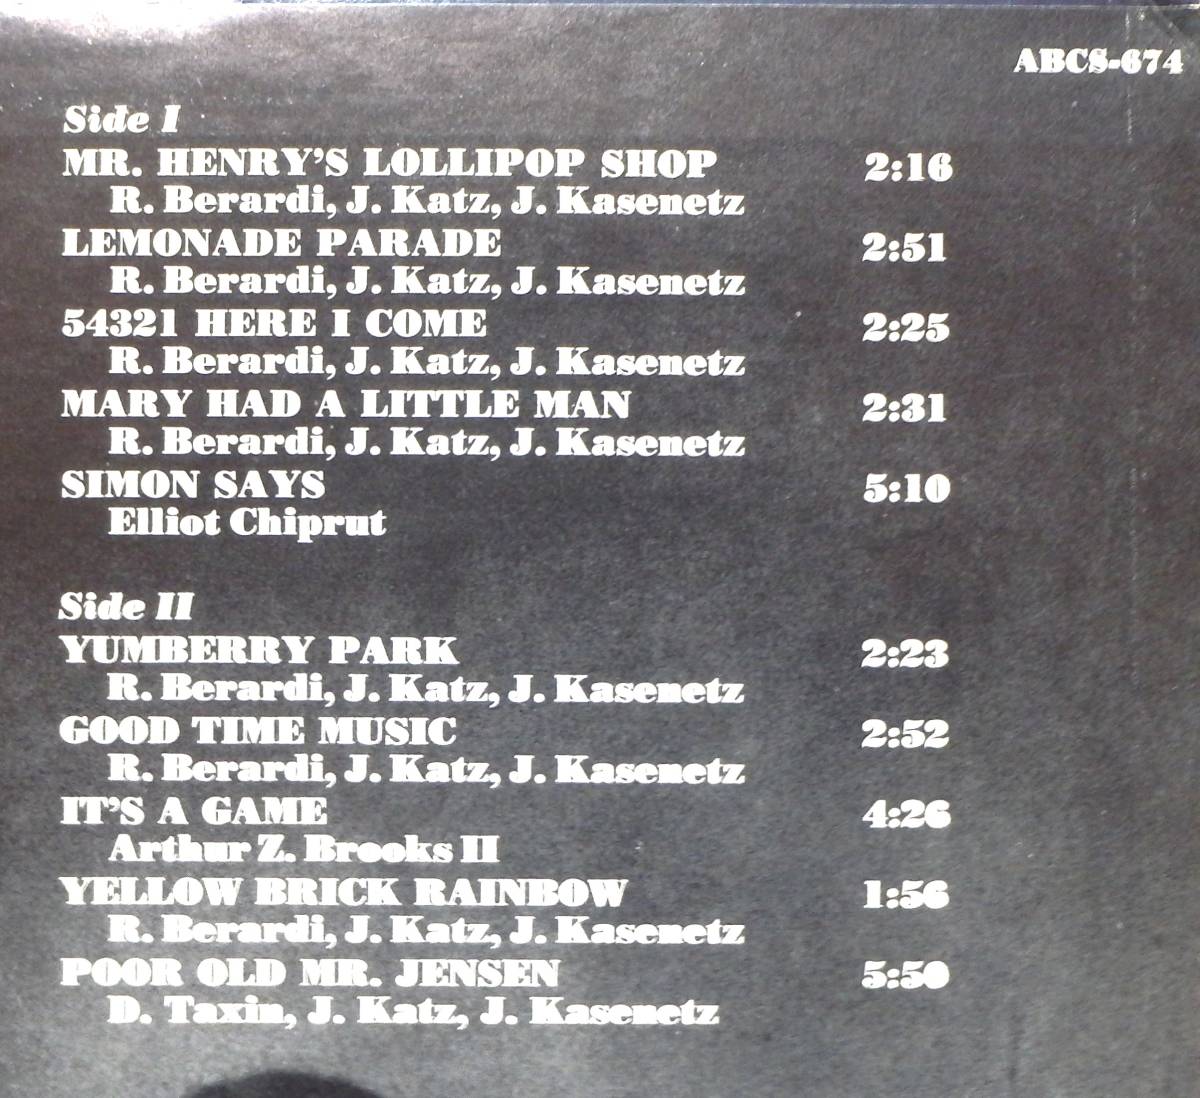 ABCS-674
Side I
MR. HENRY'S LOLLIPOP SHOP 2:16
R. Berardi, J. Katz, J. Kasenetz
LEMONADE PARADE 2:51
R. Berardi, J. Katz, J. Kasenetz
54321 HERE I COME 2:25
R. Berardi, J. Katz, J. Kasenetz
MARY HAD A LITTLE MAN 2:31
R. Berardi, J. Katz, J. Kasenetz
SIMON SAYS 5:10
Elliot Chiprut
Side II
YUMBERRY PARK 2:23
R. Berardi, J. Katz, J. Kasenetz
GOOD TIME MUSIC 2:52
R. Berardi, J. Katz, J. Kasenetz
IT'S A GAME 4:26
Arthur Z. Brooks II
YELLOW BRICK RAINBOW 1:56
R. Berardi, J. Katz, J. Kasenetz
POOR OLD MR. JENSEN 5:50
D. Taxin, J. Katz, J. Kasenetz